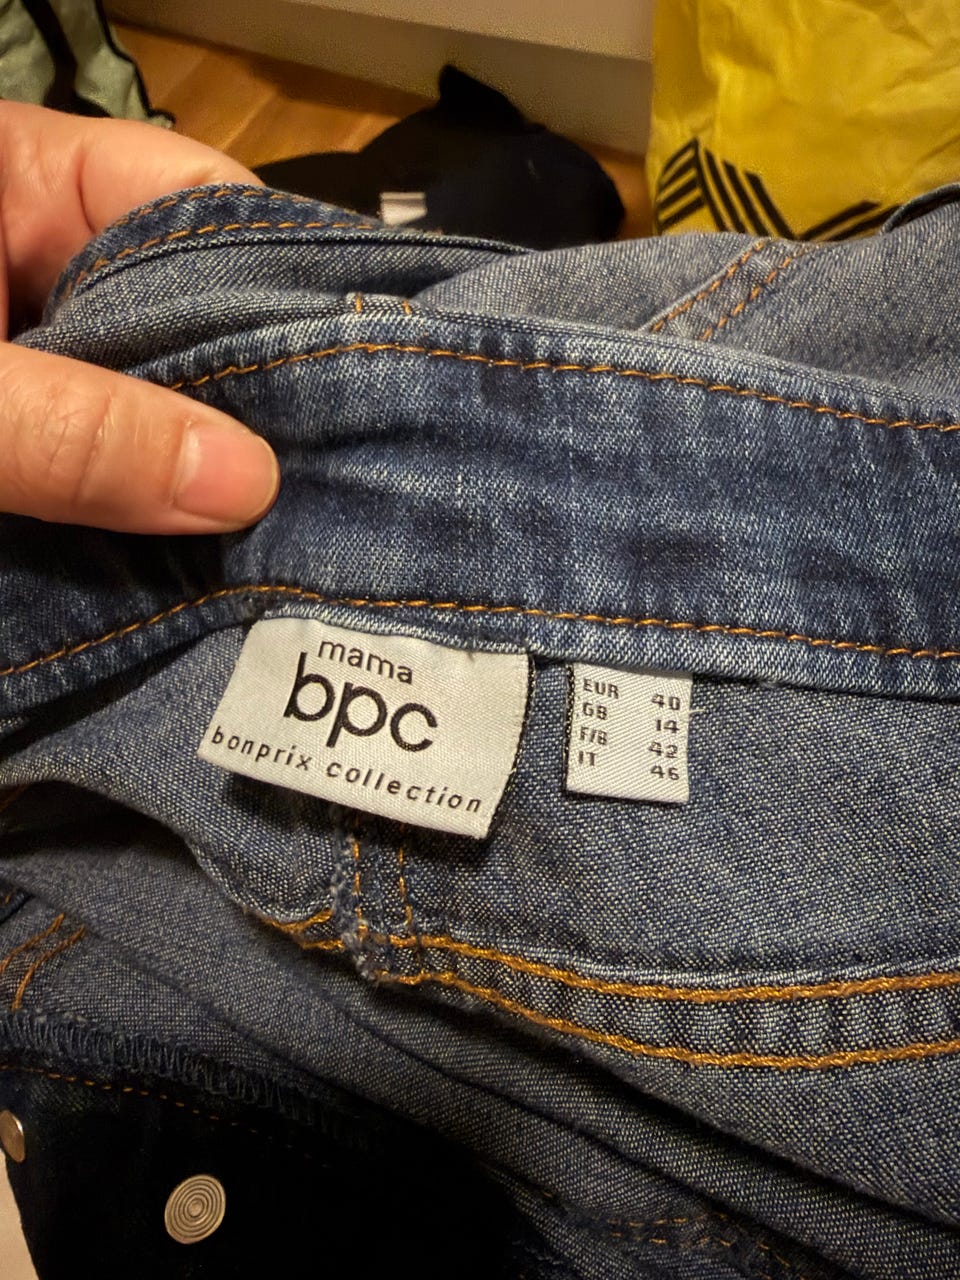 mama
bpc
bonprix collection
EUR 40
GB 14
F/B 42
IT 46